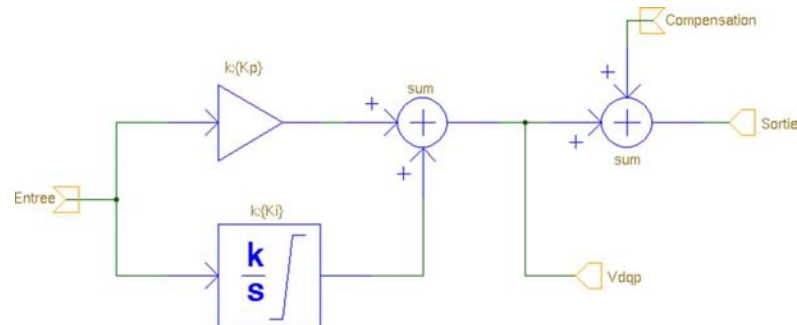 Compensation
k:{Kp}
sum
+
+
+
+
Sortie
sum
Entree
k:{Ki}
k
s
Vdqp